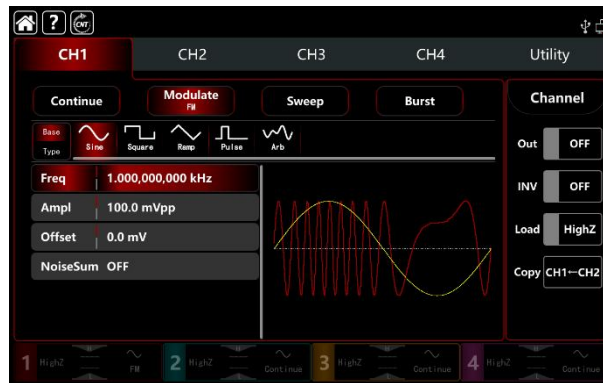 ? CNT
CH1 CH2 CH3 CH4 Utility
Continue Modulate Sweep Burst Channel
FM
Base
Type Sine Square Ramp Pulse Arb
Out OFF
Freq 1.000,000,000 kHz
INV OFF
Ampl 100.0 mVpp
Offset 0.0 mV
Load HighZ
NoiseSum OFF
Copy CH1←CH2
1 HighZ FM 2 HighZ Continue 3 HighZ Continue 4 HighZ Continue